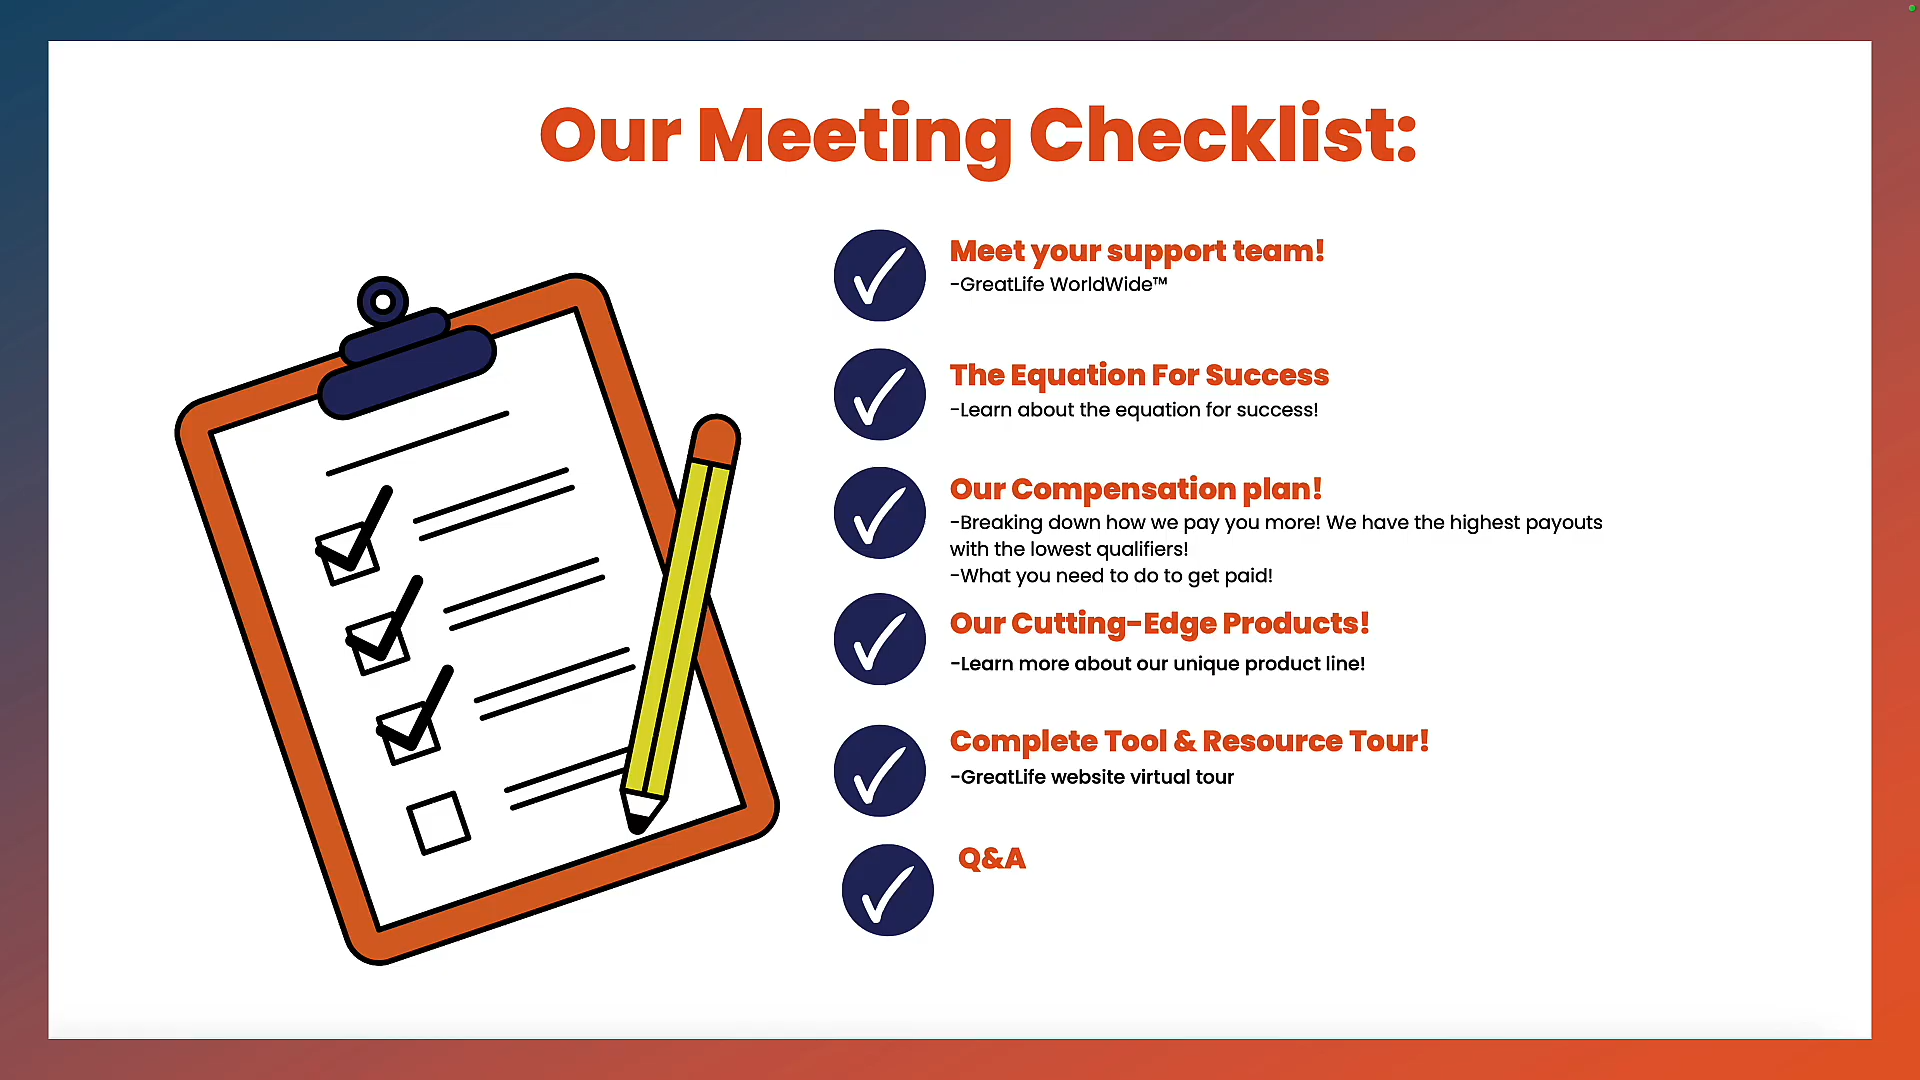 Our Meeting Checklist:
Meet your support team!
-GreatLife WorldWide™
The Equation For Success
-Learn about the equation for success!
Our Compensation plan!
-Breaking down how we pay you more! We have the highest payouts
with the lowest qualifiers!
-What you need to do to get paid!
Our Cutting-Edge Products!
-Learn more about our unique product line!
Complete Tool & Resource Tour!
-GreatLife website virtual tour
Q&A